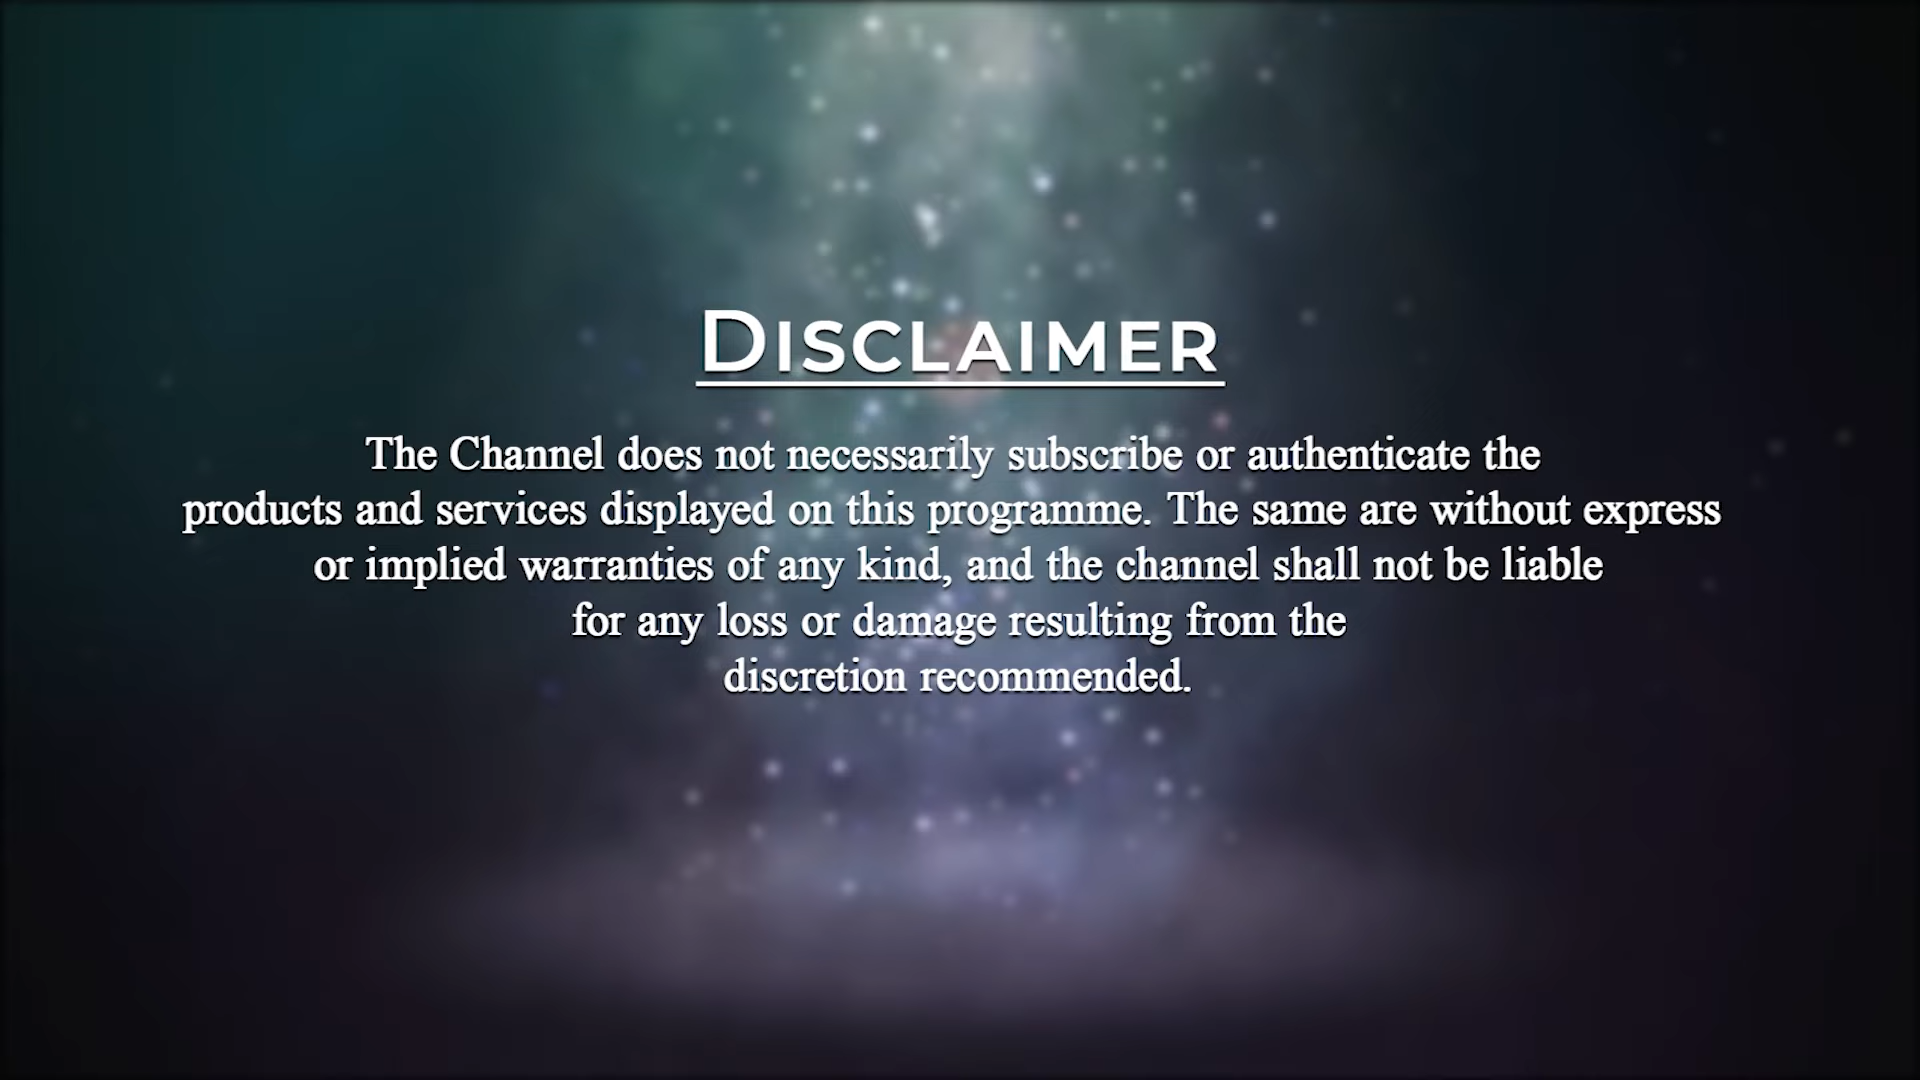 Disclaimer
The Channel does not necessarily subscribe or authenticate the
products and services displayed on this programme. The same are without express
or implied warranties of any kind, and the channel shall not be liable
for any loss or damage resulting from the
discretion recommended.